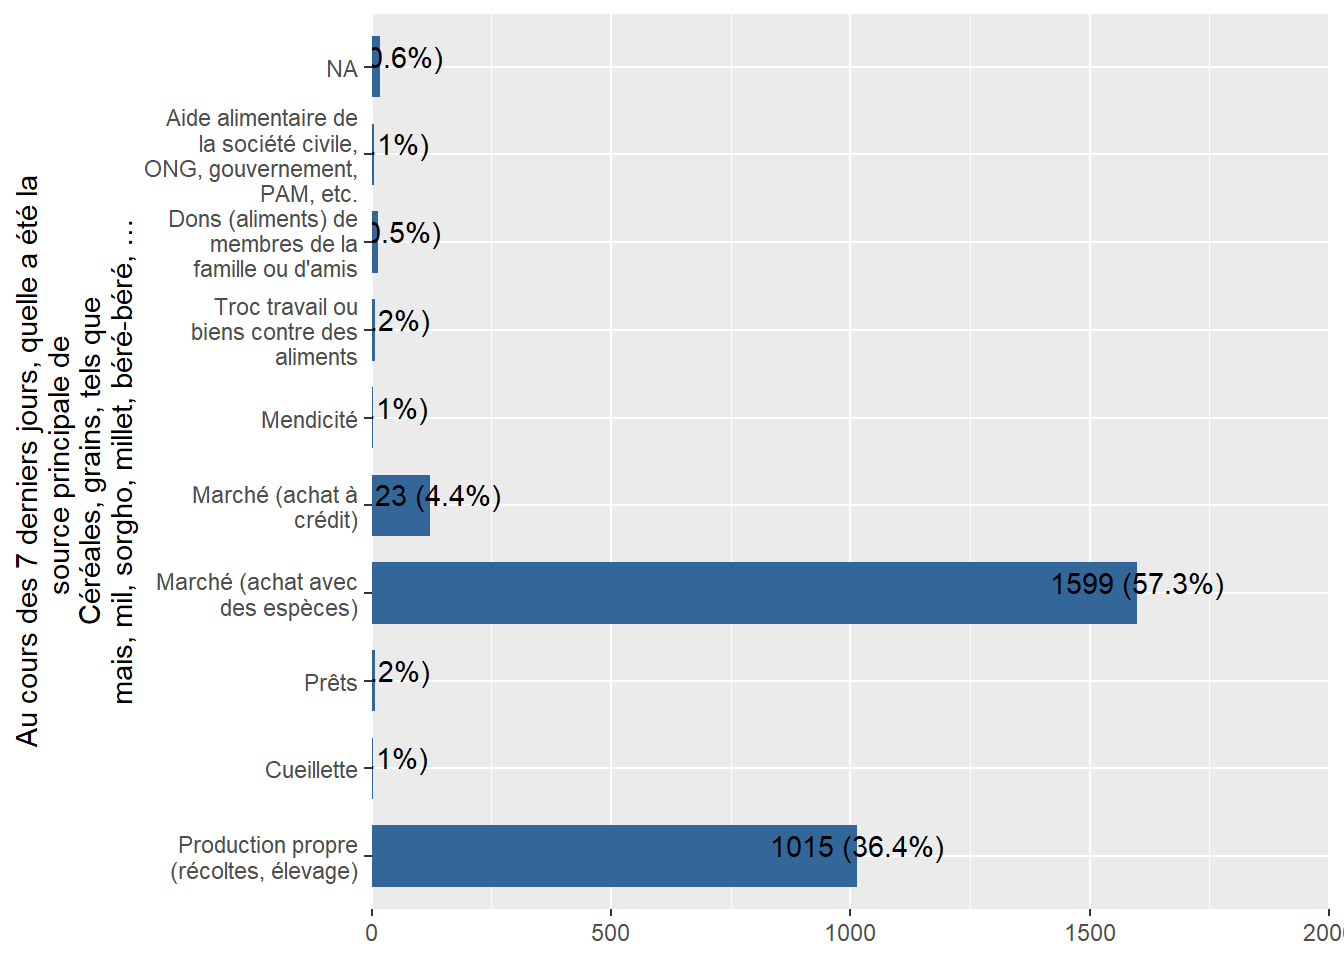 Au cours des 7 derniers jours, quelle a été la
source principale de
Céréales, grains, tels que
mais, mil, sorgho, millet, béré-béré, …
NA
0.6%)
Aide alimentaire de
la société civile,
ONG, gouvernement,
PAM, etc.
.1%)
Dons (aliments) de
membres de la
famille ou d'amis
0.5%)
Troc travail ou
biens contre des
aliments
.2%)
Mendicité
1%)
Marché (achat à
crédit)
23 (4.4%)
Marché (achat avec
des espèces)
1599 (57.3%)
Prêts
.2%)
Cueillette
1%)
Production propre
(récoltes, élevage)
1015 (36.4%)
0 500 1000 1500 2000